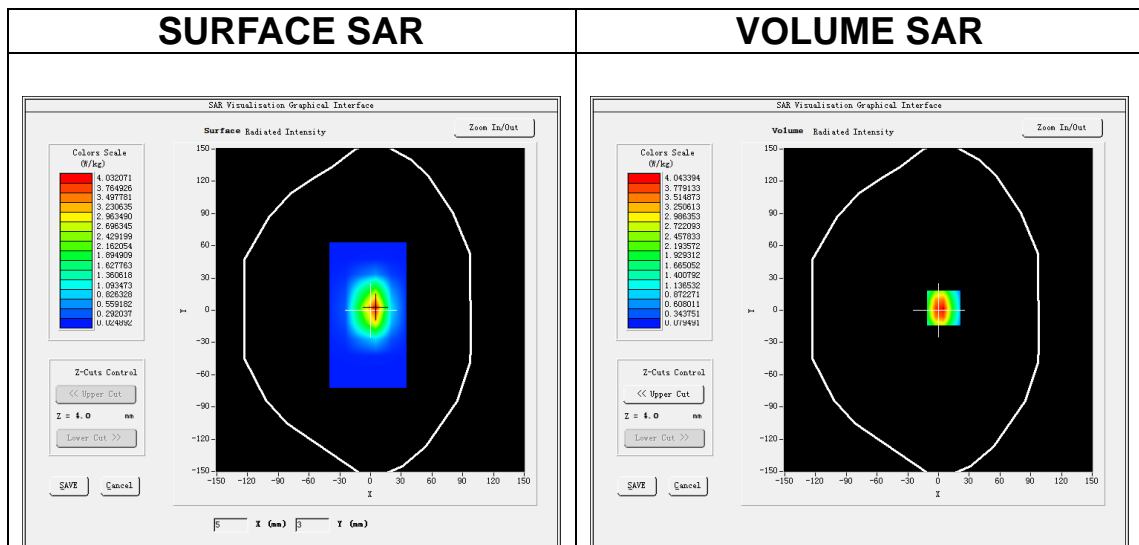 SURFACE SAR
VOLUME SAR
SAR Visualisation Graphical Interface
Surface Radiated Intensity
Zoom In/Out
Colors Scale
(W/kg)
4.032071
3.764926
3.497781
3.230635
2.963490
2.696345
2.429199
2.162054
1.894909
1.627763
1.360618
1.093473
0.826328
0.559182
0.292037
0.024892
150
120
90
60
30
0
-30
-60
-90
-120
-150
Y
-150 -120 -90 -60 -30 0 30 60 90 120 150
X
Z-Cuts Control
<< Upper Cut
Z = 4.0 mm
Lower Cut >>
SAVE Cancel
5 X (mm) 3 Y (mm)
SAR Visualisation Graphical Interface
Volume Radiated Intensity
Zoom In/Out
Colors Scale
(W/kg)
4.043394
3.779133
3.514873
3.250613
2.986353
2.722093
2.457833
2.193572
1.929312
1.665052
1.400792
1.136532
0.872271
0.608011
0.343751
0.079491
150
120
90
60
30
0
-30
-60
-90
-120
-150
Y
-150 -120 -90 -60 -30 0 30 60 90 120 150
X
Z-Cuts Control
<< Upper Cut
Z = 4.0 mm
Lower Cut >>
SAVE Cancel